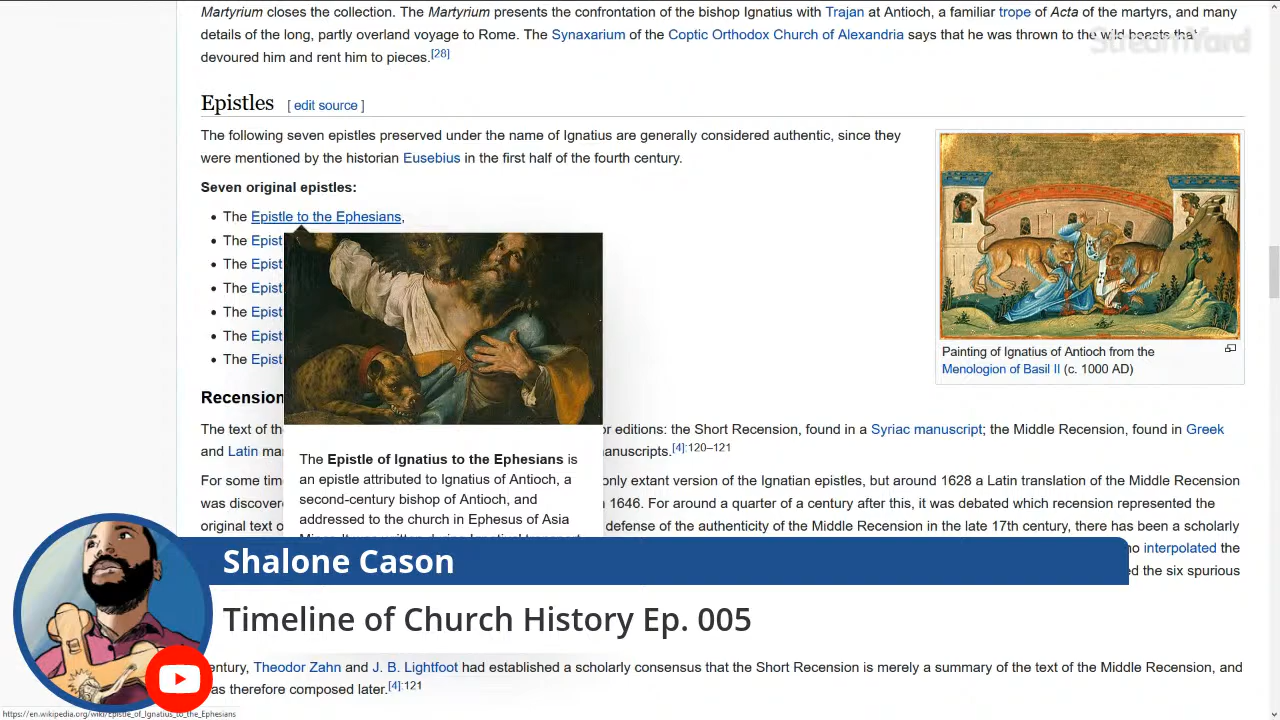 Martyrium closes the collection. The Martyrium presents the confrontation of the bishop Ignatius with Trajan at Antioch, a familiar trope of Acta of the martyrs, and many
details of the long, partly overland voyage to Rome. The Synaxarium of the Coptic Orthodox Church of Alexandria says that he was thrown to the wild beasts that
devoured him and rent him to pieces.[28]
StreamYard
Epistles [ edit source ]
The following seven epistles preserved under the name of Ignatius are generally considered authentic, since they
were mentioned by the historian Eusebius in the first half of the fourth century.
Seven original epistles:
• The Epistle to the Ephesians,
• The Epist
• The Epist
• The Epist
• The Epist
• The Epist
• The Epist
Painting of Ignatius of Antioch from the
Menologion of Basil II (c. 1000 AD)
Recension
The text of th
or editions: the Short Recension, found in a Syriac manuscript; the Middle Recension, found in Greek
and Latin ma
anuscripts.[4]:120–121
The Epistle of Ignatius to the Ephesians is
an epistle attributed to Ignatius of Antioch, a
second-century bishop of Antioch, and
addressed to the church in Ephesus of Asia
For some tim
only extant version of the Ignatian epistles, but around 1628 a Latin translation of the Middle Recension
was discover
1646. For around a quarter of a century after this, it was debated which recension represented the
original text o
defense of the authenticity of the Middle Recension in the late 17th century, there has been a scholarly
ho interpolated the
ed the six spurious
Shalone Cason
Timeline of Church History Ep. 005
entury, Theodor Zahn and J. B. Lightfoot had established a scholarly consensus that the Short Recension is merely a summary of the text of the Middle Recension, and
as therefore composed later.[4]:121
https://en.wikipedia.org/wiki/Epistle_of_Ignatius_to_the_Ephesians